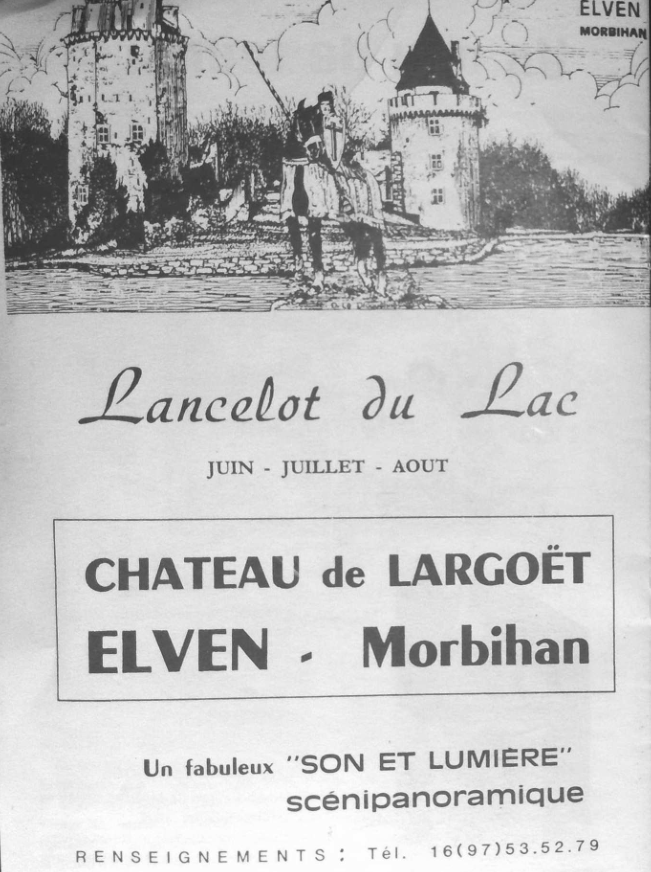 ELVEN
MORBIHAN
Lancelot du Lac
JUIN - JUILLET - AOUT
CHATEAU de LARGOËT
ELVEN - Morbihan
Un fabuleux "SON ET LUMIÈRE"
scénipanoramique
RENSEIGNEMENTS : Tél. 16(97)53.52.79